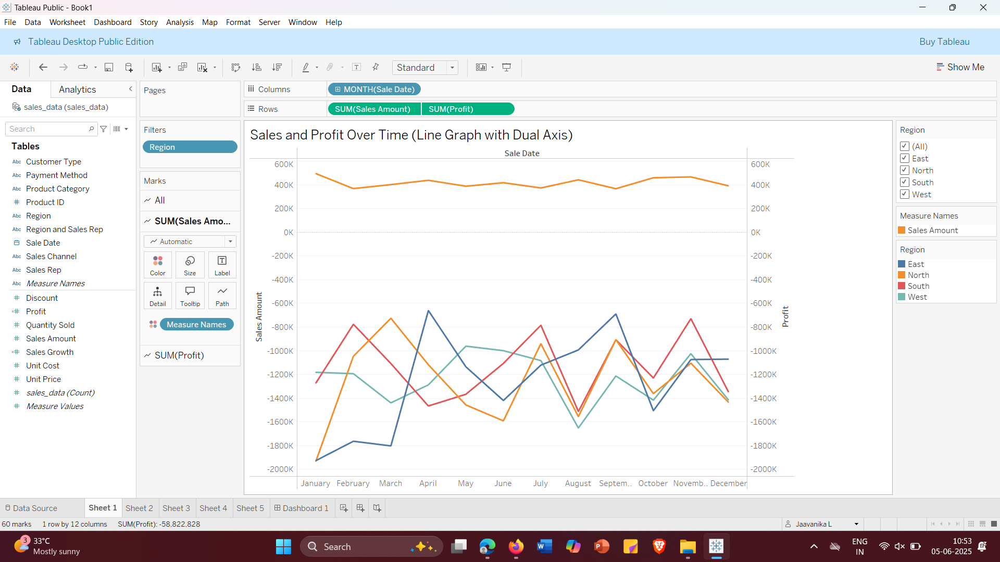 Tableau Public - Book1
File Data Worksheet Dashboard Story Analysis Map Format Server Window Help
Tableau Desktop Public Edition
Buy Tableau
Standard
Show Me
Data
Analytics
sales_data (sales_data)
Search
Tables
Abc Customer Type
Abc Payment Method
Abc Product Category
# Product ID
Abc Region
Abc Region and Sales Rep
Sale Date
Abc Sales Channel
Abc Sales Rep
Abc Measure Names
# Discount
=# Profit
# Quantity Sold
# Sales Amount
=# Sales Growth
# Unit Cost
# Unit Price
# sales_data (Count)
# Measure Values
Pages
Filters
Region
Marks
All
SUM(Sales Amo...
Automatic
Color Size Label
Detail Tooltip Path
Measure Names
SUM(Profit)
Columns
MONTH(Sale Date)
Rows
SUM(Sales Amount)
SUM(Profit)
Sales and Profit Over Time (Line Graph with Dual Axis)
Sale Date
600K
400K
200K
0K
-200K
-400K
-600K
-800K
-1000K
-1200K
-1400K
-1600K
-1800K
-2000K
Sales Amount
January February March April May June July August Septem.. October Novemb.. December
600K
400K
200K
0K
-200K
-400K
-600K
-800K
-1000K
-1200K
-1400K
-1600K
-1800K
-2000K
Profit
Region
(All)
East
North
South
West
Measure Names
Sales Amount
Region
East
North
South
West
Data Source
Sheet 1
Sheet 2
Sheet 3
Sheet 4
Sheet 5
Dashboard 1
60 marks
1 row by 12 columns
SUM(Profit): -58,822,828
Jaavanika L
3
33°C
Mostly sunny
Search
ENG
IN
10:53
05-06-2025